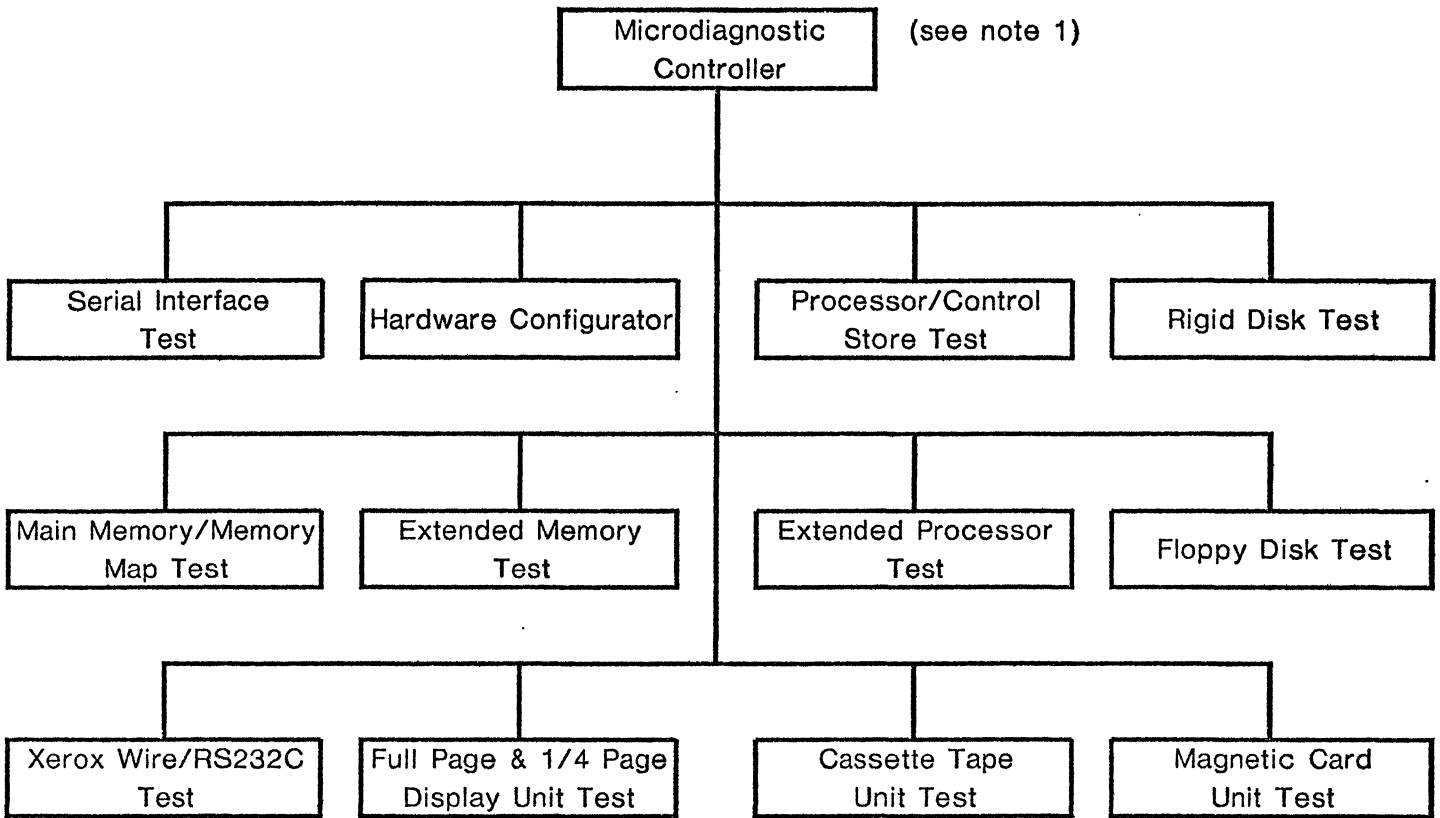 Microdiagnostic
Controller
(see note 1)
Serial Interface
Test
Hardware Configurator
Processor/Control
Store Test
Rigid Disk Test
Main Memory/Memory
Map Test
Extended Memory
Test
Extended Processor
Test
Floppy Disk Test
Xerox Wire/RS232C
Test
Full Page & 1/4 Page
Display Unit Test
Cassette Tape
Unit Test
Magnetic Card
Unit Test